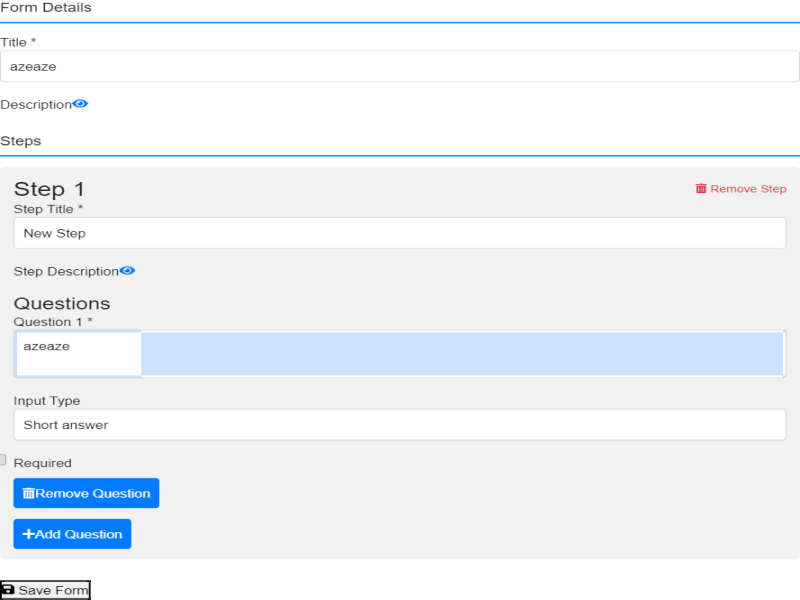 Form Details
Title *
azeaze
Description
Steps
Step 1
Remove Step
Step Title *
New Step
Step Description
Questions
Question 1 *
azeaze
Input Type
Short answer
Required
Remove Question
Add Question
Save Form